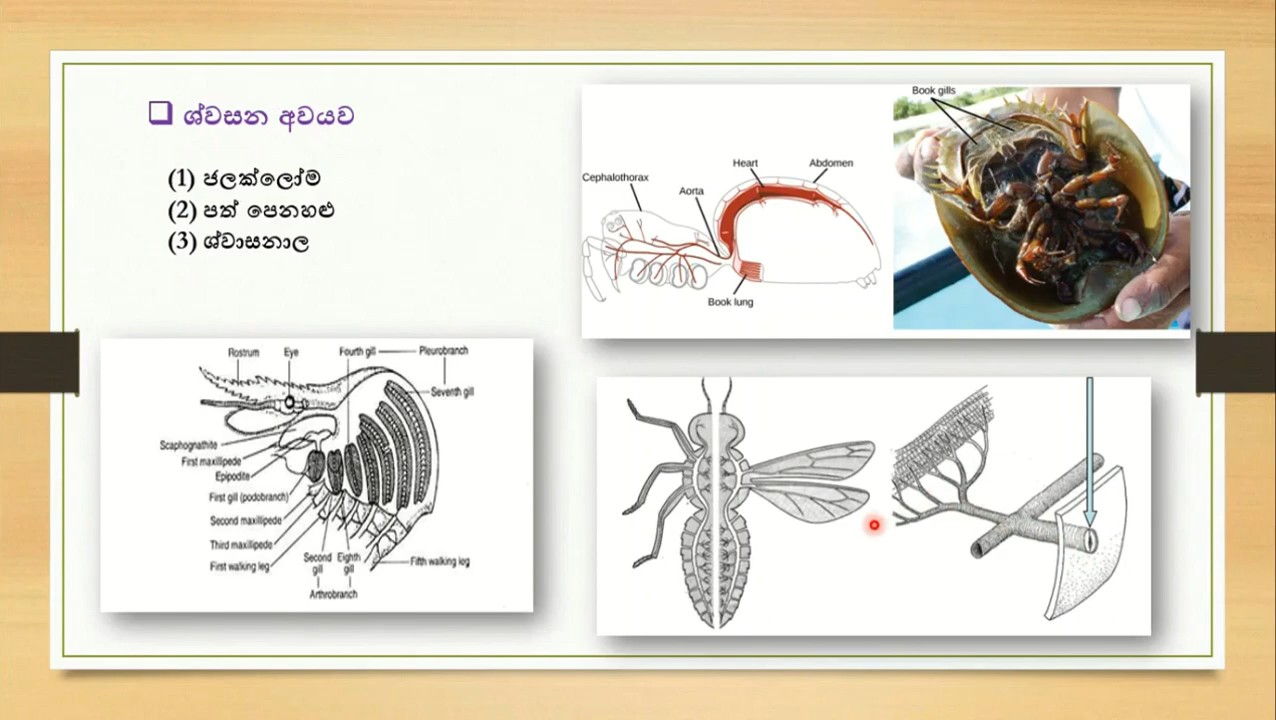 ශ්වසන අවයව
(1) ජලක්ලෝම
(2) පත් පෙනහළු
(3) ශ්වාසනාල
Book gills
Heart
Abdomen
Cephalothorax
Aorta
Book lung
Rostrum
Eye
Fourth gill
Pleurobranch
Seventh gill
Scaphognathite
First maxillipede
Epipodite
First gill (podobranch)
Second maxillipede
Third maxillipede
First walking leg
Second gill
Eighth gill
Fifth walking leg
Arthrobranch